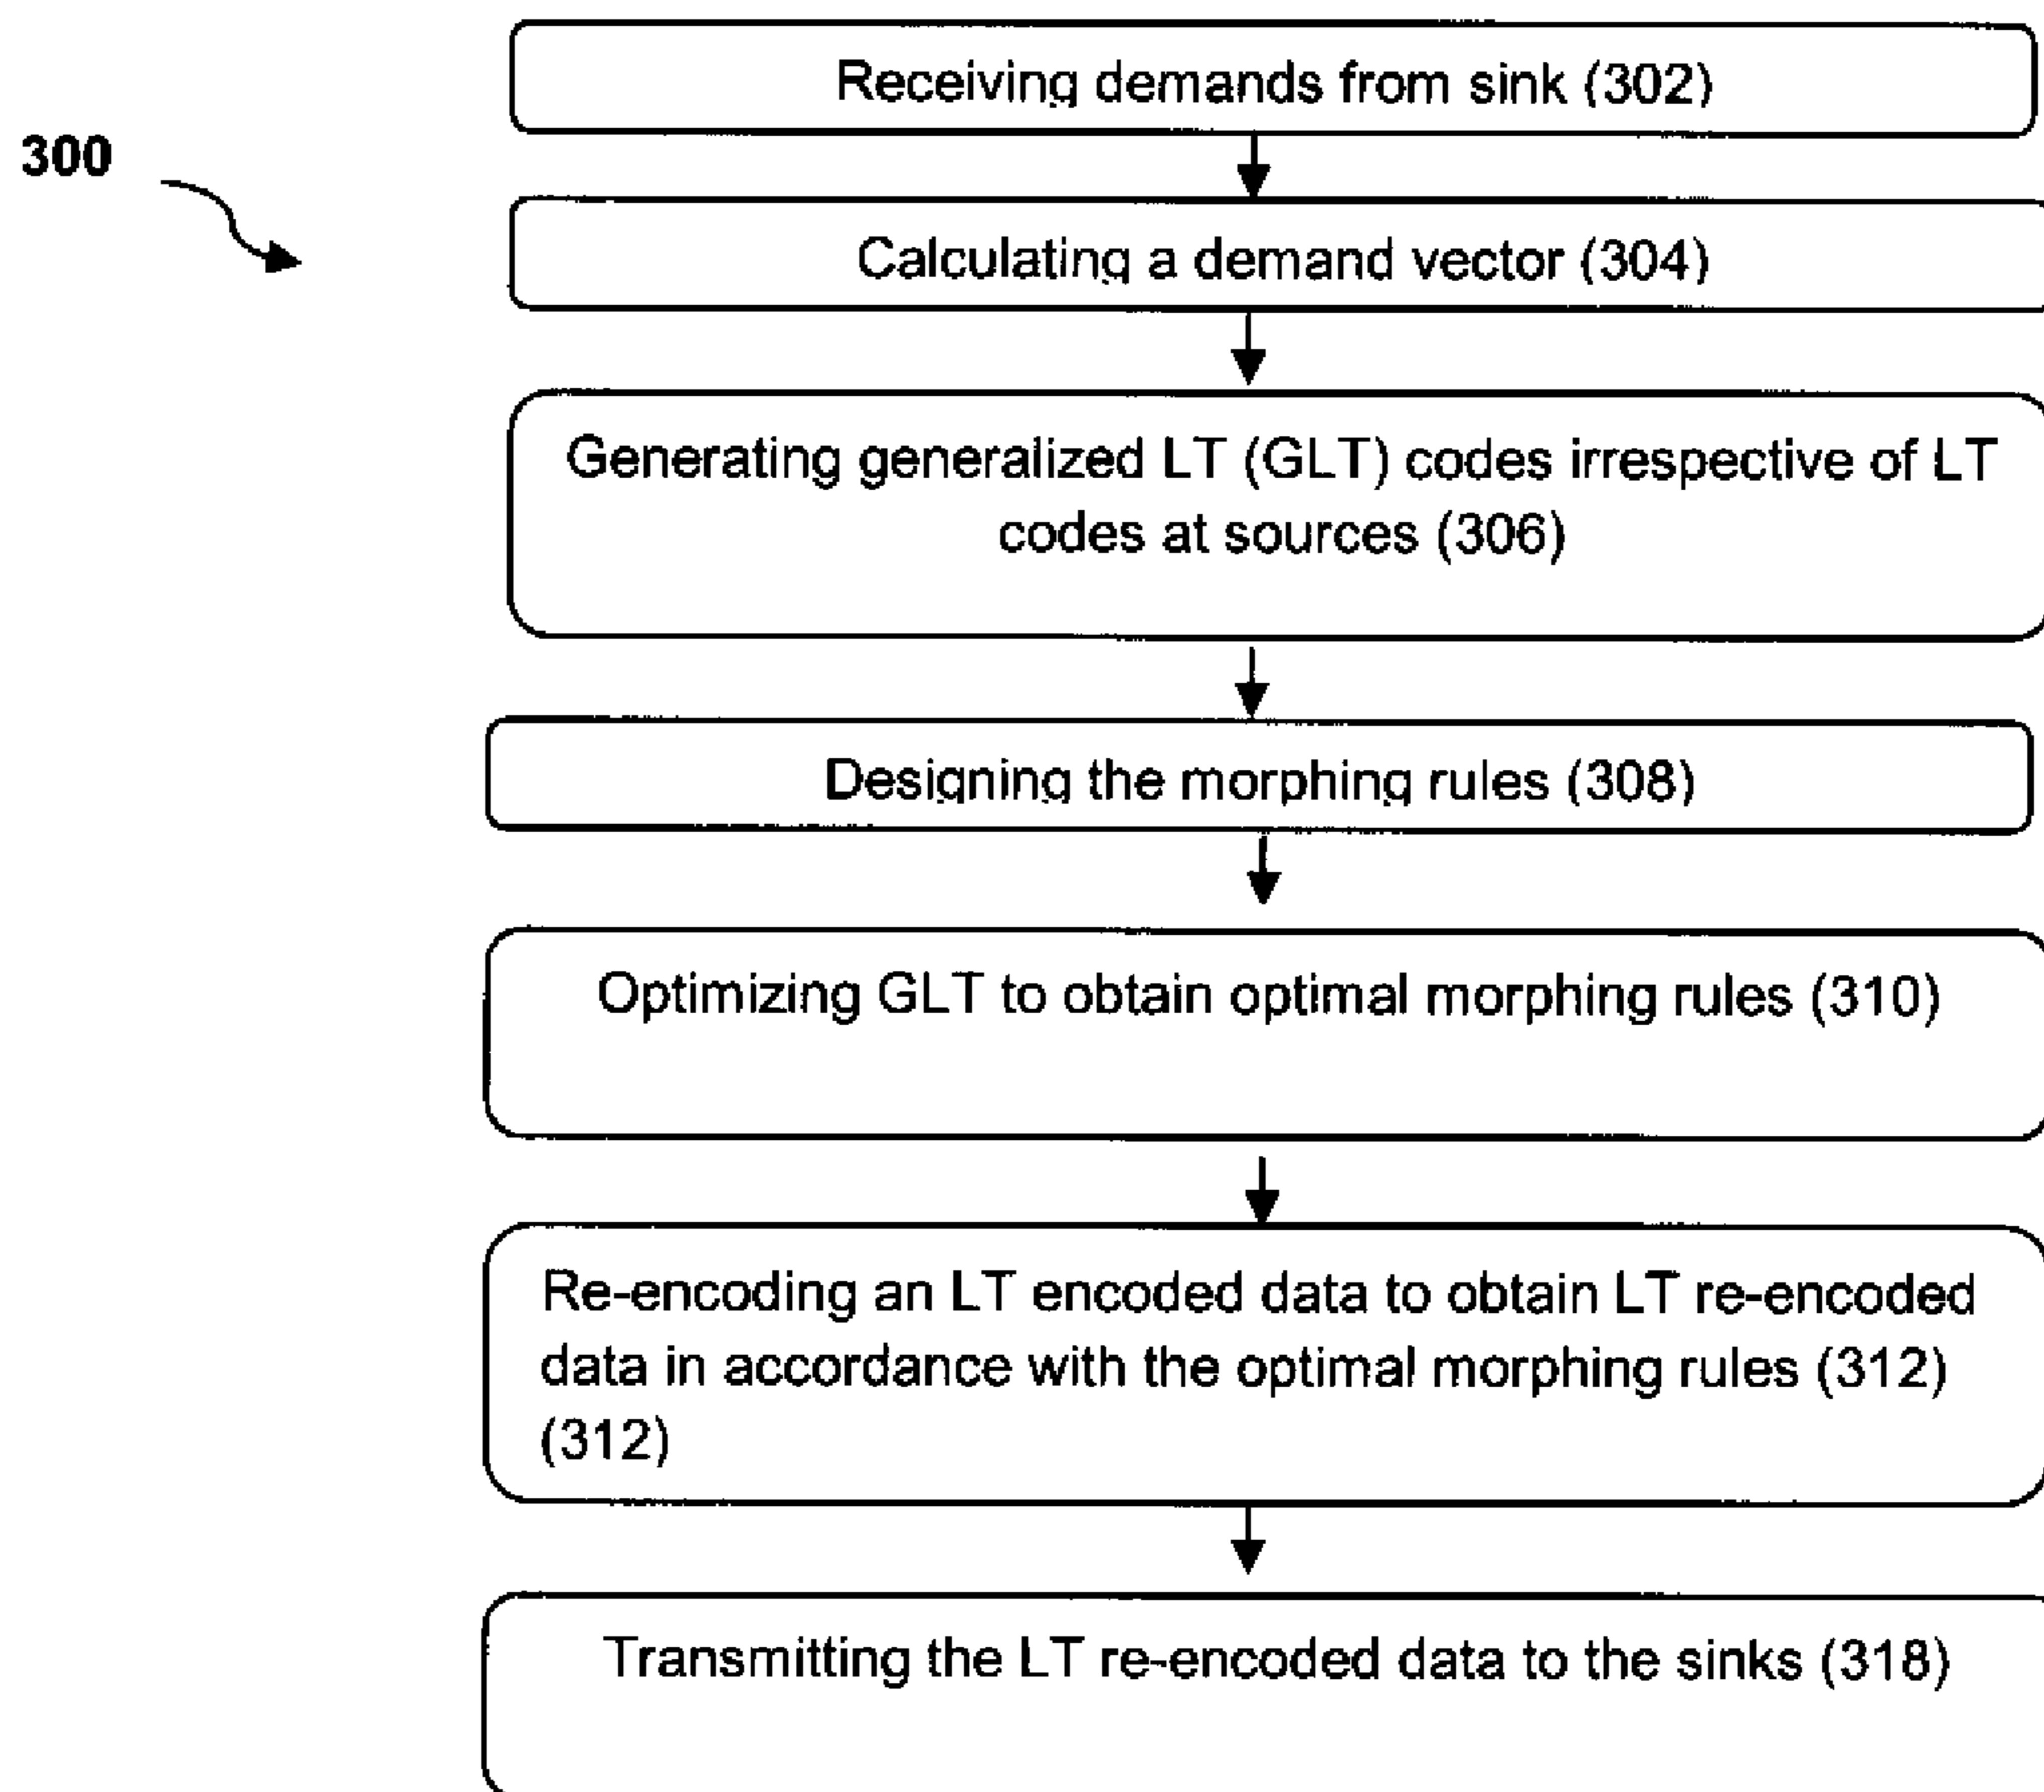 Receiving demands from sink (302)
300
Calculating a demand vector (304)
Generating generalized LT (GLT) codes irrespective of LT
codes at sources (306)
Designing the morphing rules (308)
Optimizing GLT to obtain optimal morphing rules (310)
Re-encoding an LT encoded data to obtain LT re-encoded
data in accordance with the optimal morphing rules (312)
(312)
Transmitting the LT re-encoded data to the sinks (318)